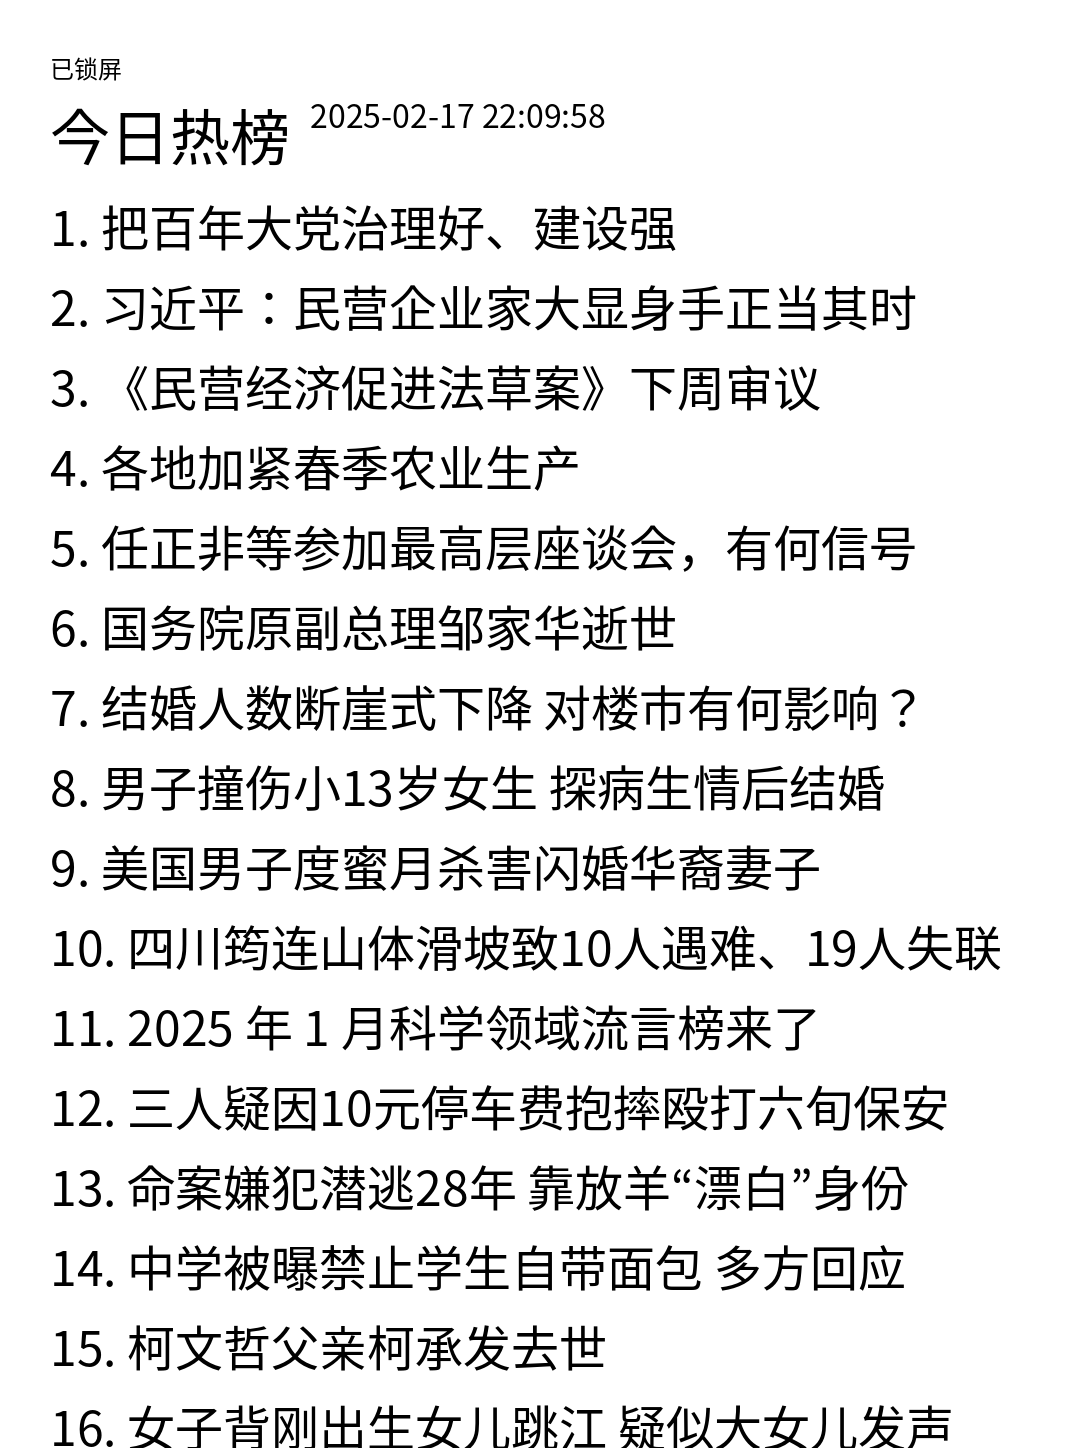 已锁屏
今日热榜 2025-02-17 22:09:58
1. 把百年大党治理好、建设强
2. 习近平：民营企业家大显身手正当其时
3. 《民营经济促进法草案》下周审议
4. 各地加紧春季农业生产
5. 任正非等参加最高层座谈会，有何信号
6. 国务院原副总理邹家华逝世
7. 结婚人数断崖式下降 对楼市有何影响？
8. 男子撞伤小13岁女生 探病生情后结婚
9. 美国男子度蜜月杀害闪婚华裔妻子
10. 四川筠连山体滑坡致10人遇难、19人失联
11. 2025 年 1 月科学领域流言榜来了
12. 三人疑因10元停车费抱摔殴打六旬保安
13. 命案嫌犯潜逃28年 靠放羊“漂白”身份
14. 中学被曝禁止学生自带面包 多方回应
15. 柯文哲父亲柯承发去世
16. 女子背刚出生女儿跳江 疑似大女儿发声